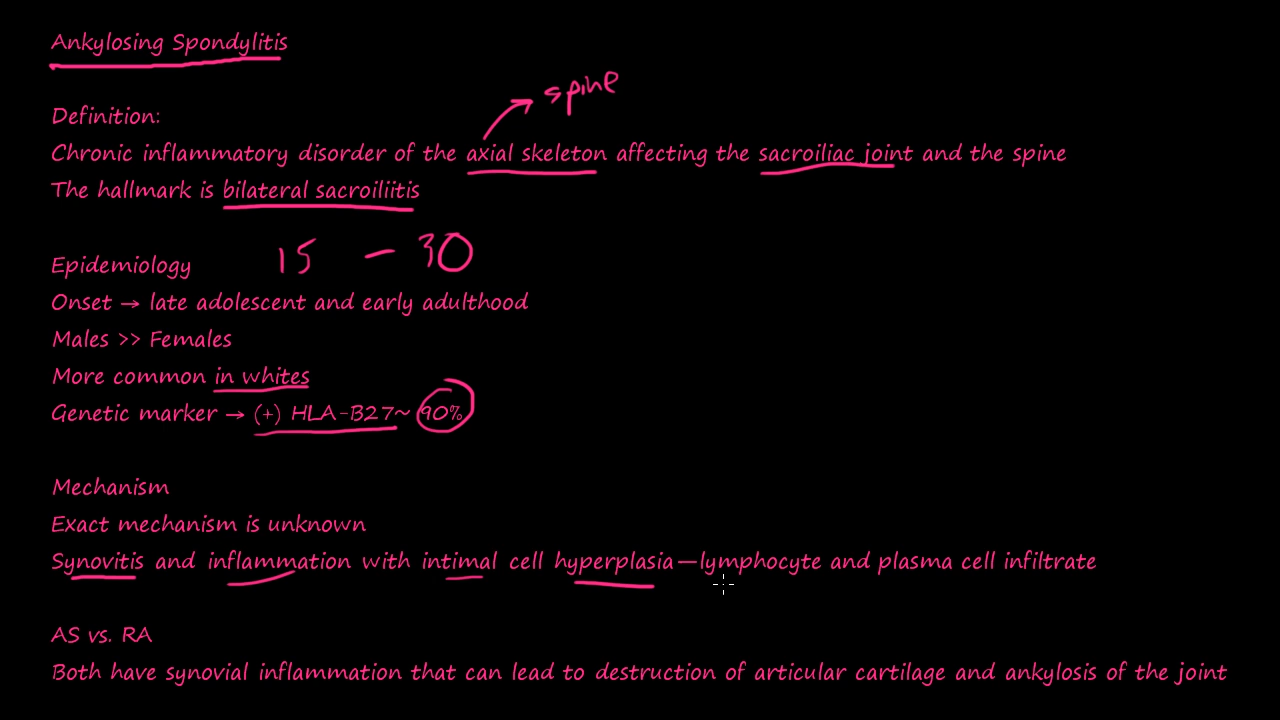 Ankylosing Spondylitis
spine
Definition:
Chronic inflammatory disorder of the axial skeleton affecting the sacroiliac joint and the spine
The hallmark is bilateral sacroiliitis
15 – 30
Epidemiology
Onset → late adolescent and early adulthood
Males >> Females
More common in whites
Genetic marker → (+) HLA-B27~ 90%
Mechanism
Exact mechanism is unknown
Synovitis and inflammation with intimal cell hyperplasia—lymphocyte and plasma cell infiltrate
AS vs. RA
Both have synovial inflammation that can lead to destruction of articular cartilage and ankylosis of the joint